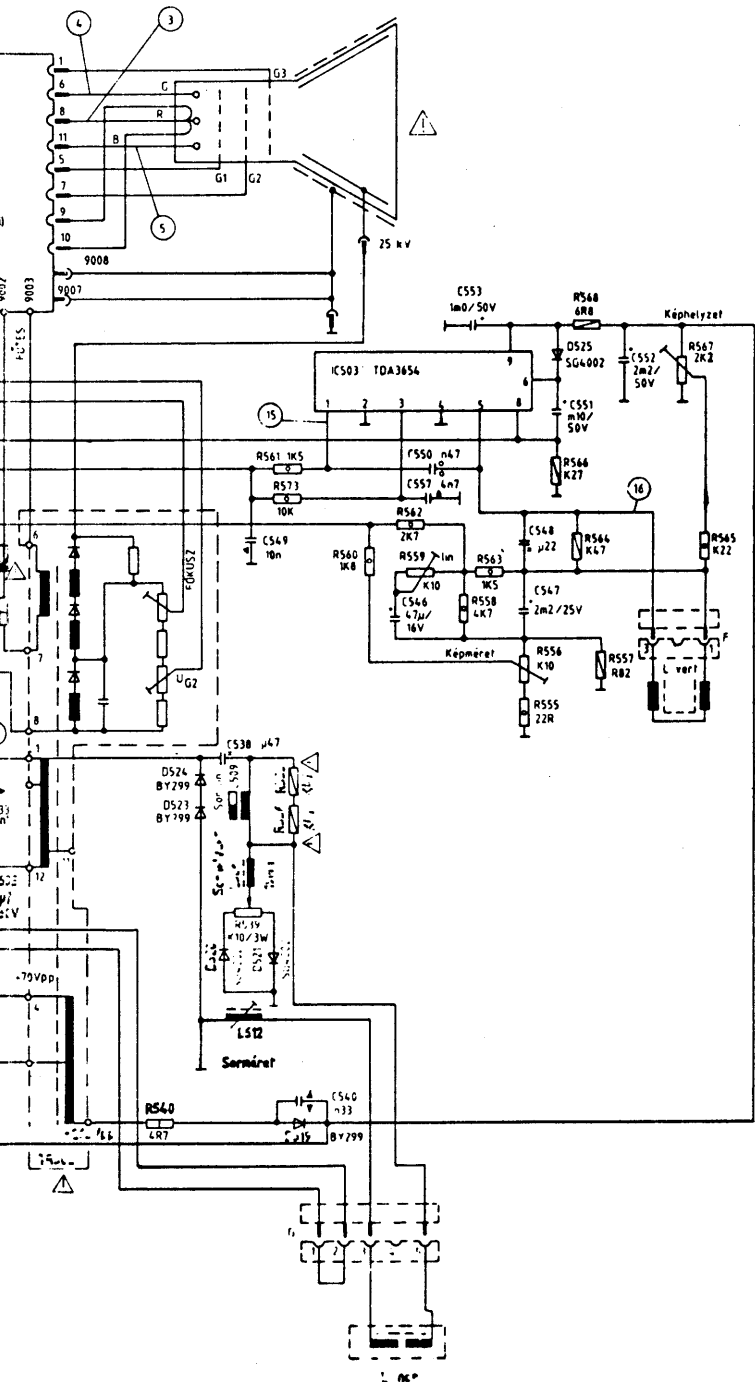 4
3
1
6
8
11
5
7
9
10
G
R
B
G3
G1
G2
5
25 kV
9008
9007
9002
9003
FŰTÉS
C553
1m0/50V
R568
6R8
Képhelyzet
R567
2K2
D525
SG4002
C552
2m2/
50V
IC503 TDA3654
9
6
1
2
3
4
5
8
C551
m10/
50V
15
R561 1K5
C550 n47
R566
K27
R573
10K
C557 4n7
16
R562
2K7
C549
10n
R560
1K8
R559 lin
K10
R563
1K5
C548
µ22
R564
K47
R565
K22
C546
47µ/
16V
R558
4K7
C547
2m2/25V
Képméret
R556
K10
R557
R82
R555
22R
F
3
1
L vert
6
FÓKUSZ
7
UG2
8
1
C538 µ47
D524
BY299
D523
BY299
12
R539
K10/3W
L512
Sorméret
4
R540
4R7
C540
n33
BY299
1
2